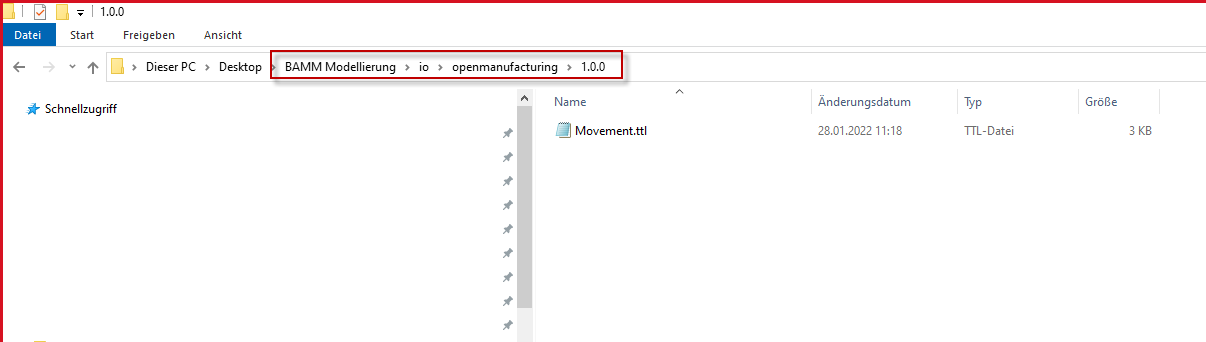 1.0.0
Datei Start Freigeben Ansicht
Dieser PC Desktop BAMM Modellierung io openmanufacturing 1.0.0
Schnellzugriff
Name Änderungsdatum Typ Größe
Movement.ttl 28.01.2022 11:18 TTL-Datei 3 KB